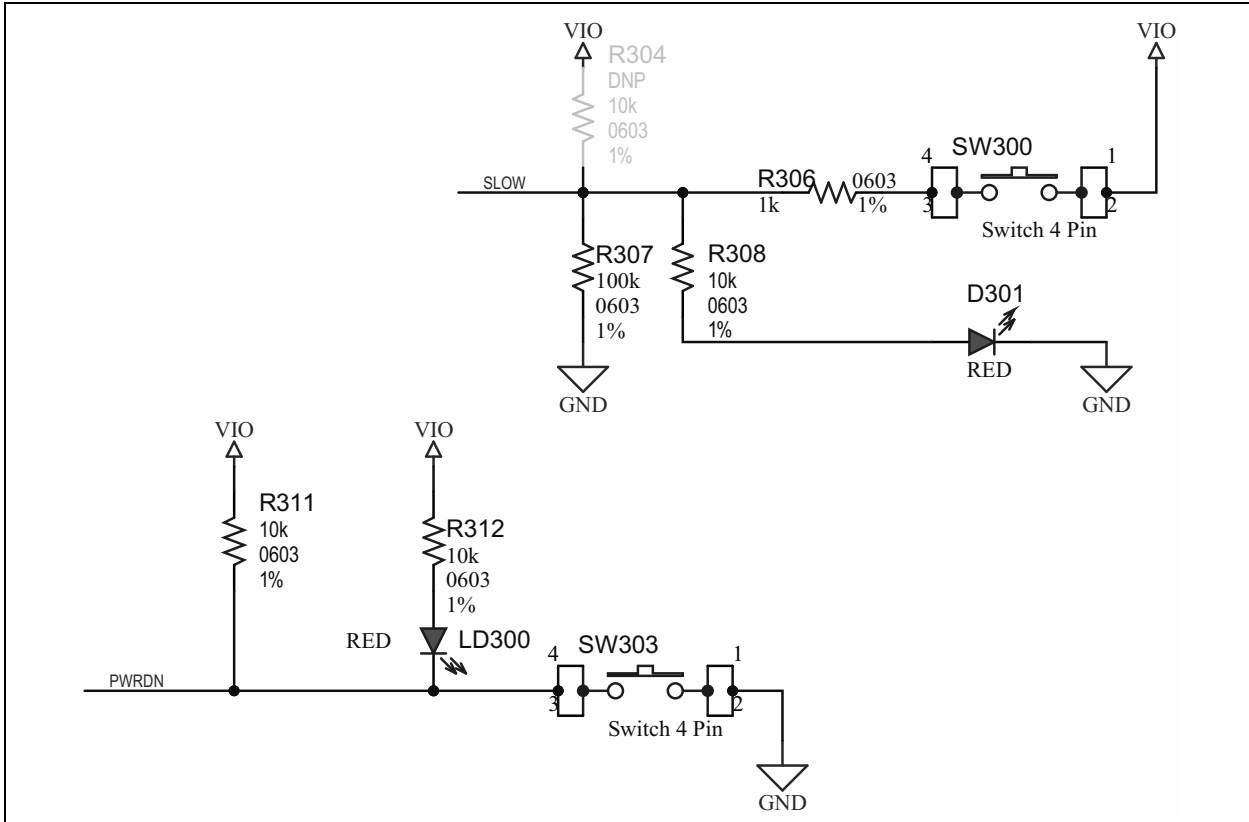 VIO
R304
DNP
10k
0603
1%
VIO
SLOW
R306
1k
0603
1%
4
3
SW300
1
2
Switch 4 Pin
R307
100k
0603
1%
R308
10k
0603
1%
D301
RED
GND
GND
VIO
VIO
R311
10k
0603
1%
R312
10k
0603
1%
RED
LD300
PWRDN
4
3
SW303
1
2
Switch 4 Pin
GND